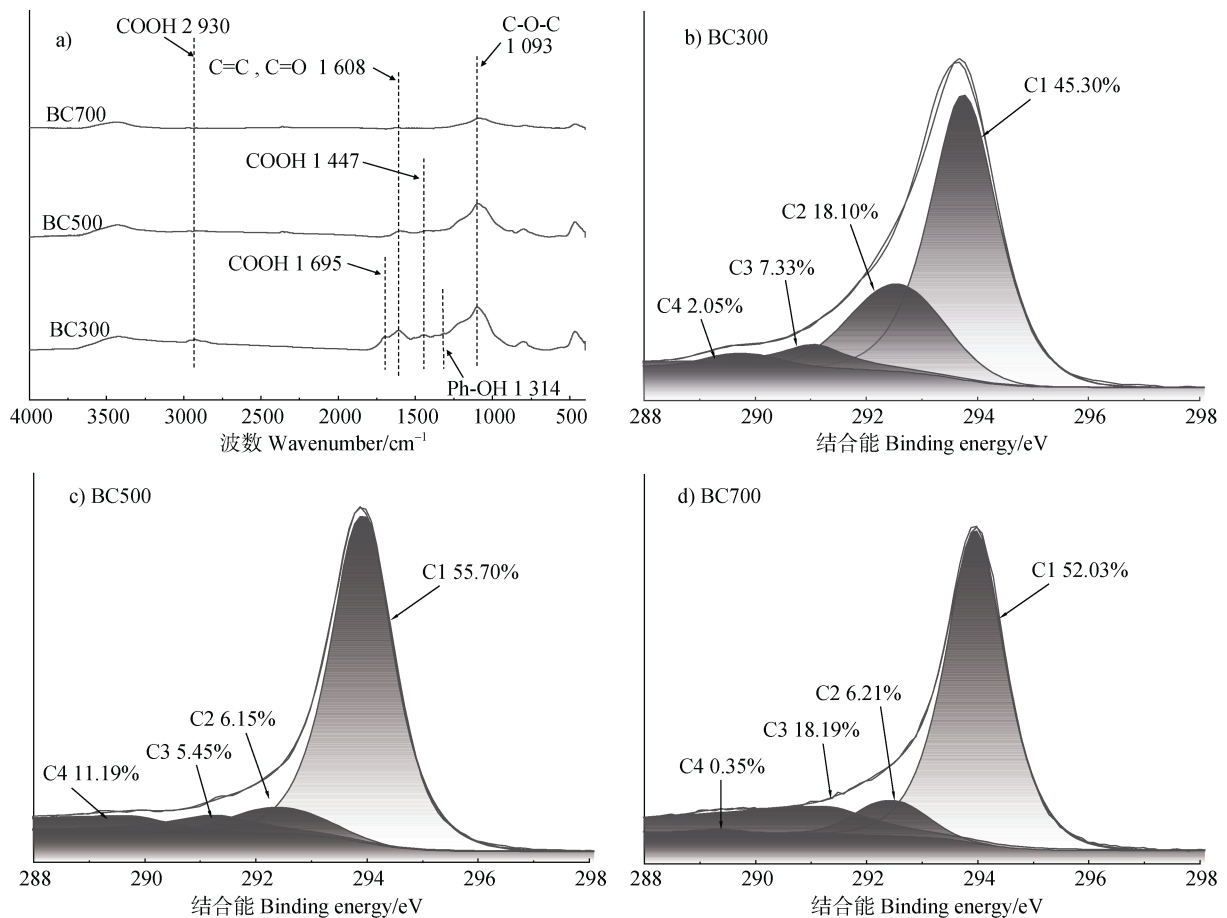 a)
COOH 2 930
C-O-C
1 093
C=C , C=O 1 608
BC700
COOH 1 447
BC500
COOH 1 695
BC300
Ph-OH 1 314
4000 3500 3000 2500 2000 1500 1000 500
波数 Wavenumber/cm⁻¹
b) BC300
C1 45.30%
C2 18.10%
C3 7.33%
C4 2.05%
288 290 292 294 296 298
结合能 Binding energy/eV
c) BC500
C1 55.70%
C2 6.15%
C3 5.45%
C4 11.19%
288 290 292 294 296 298
结合能 Binding energy/eV
d) BC700
C1 52.03%
C2 6.21%
C3 18.19%
C4 0.35%
288 290 292 294 296 298
结合能 Binding energy/eV